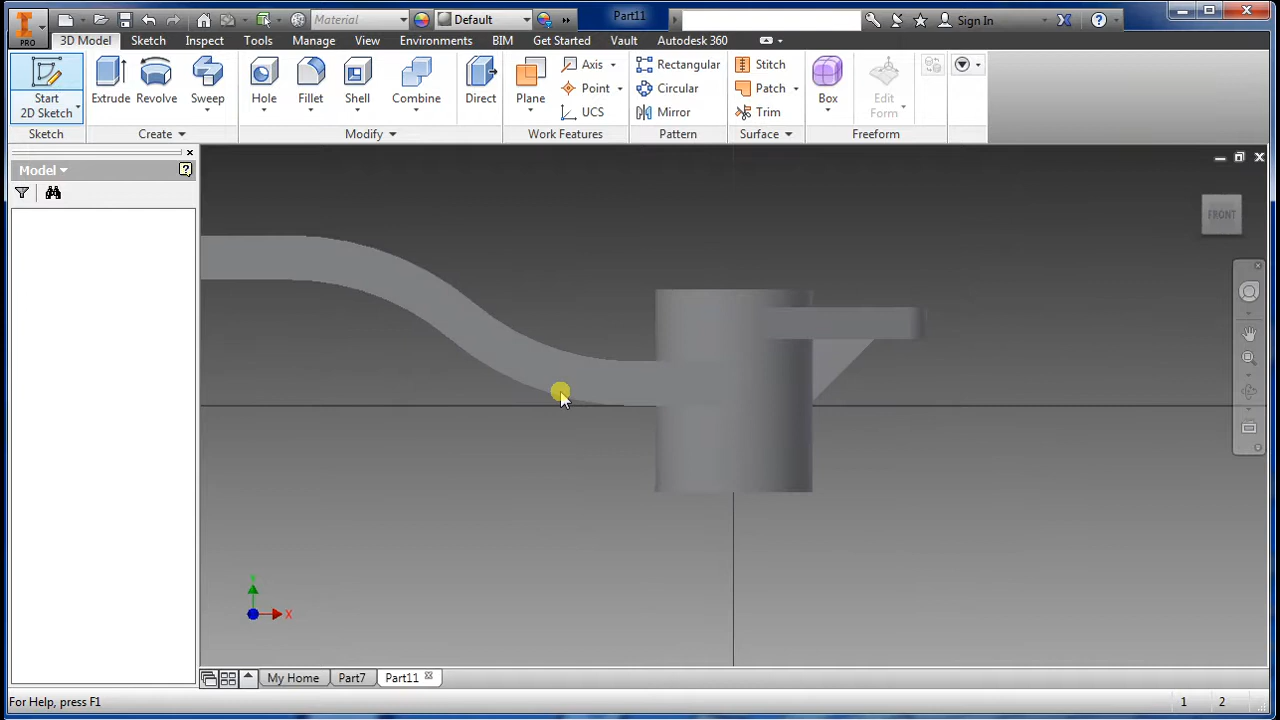 Material
Default
Part11
Sign In
PRO
3D Model
Sketch
Inspect
Tools
Manage
View
Environments
BIM
Get Started
Vault
Autodesk 360
Start
2D Sketch
Extrude
Revolve
Sweep
Hole
Fillet
Shell
Combine
Direct
Plane
Axis
Point
UCS
Rectangular
Circular
Mirror
Stitch
Patch
Trim
Box
Edit
Form
Sketch
Create
Modify
Work Features
Pattern
Surface
Freeform
Model
FRONT
Y
X
My Home
Part7
Part11
For Help, press F1
1
2